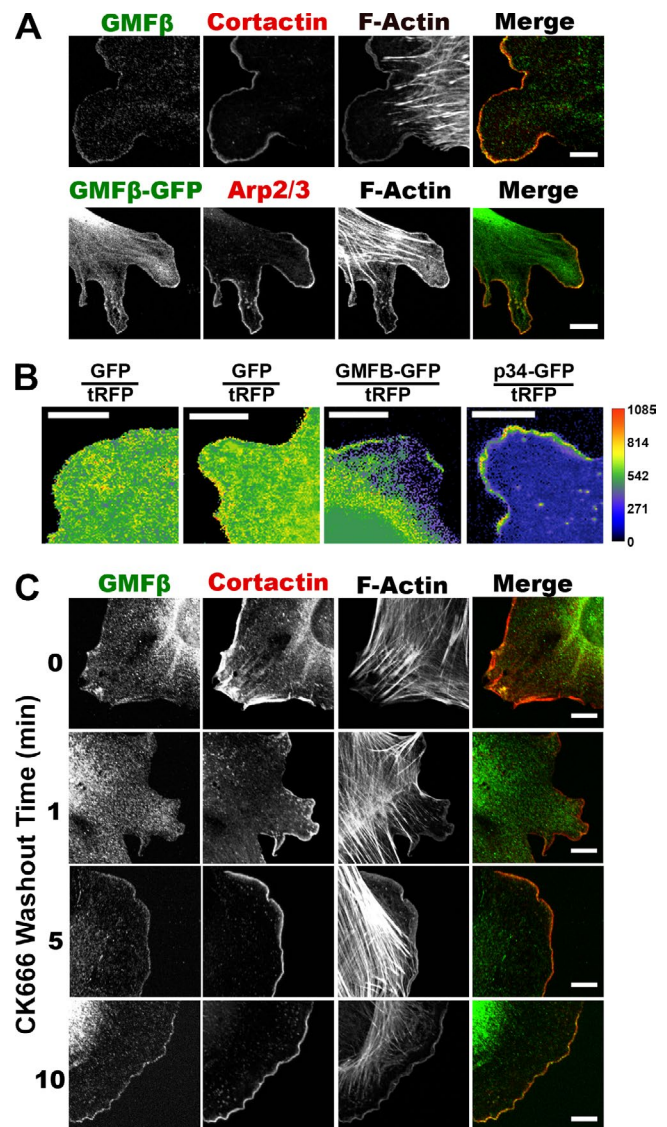 A
GMFβ Cortactin F-Actin Merge
GMFβ-GFP Arp2/3 F-Actin Merge
B
GFP GFP GMFB-GFP p34-GFP
tRFP tRFP tRFP tRFP
1085
813
542
271
0
C
GMFβ Cortactin F-Actin Merge
CK666 Washout Time (min)
0
1
5
10